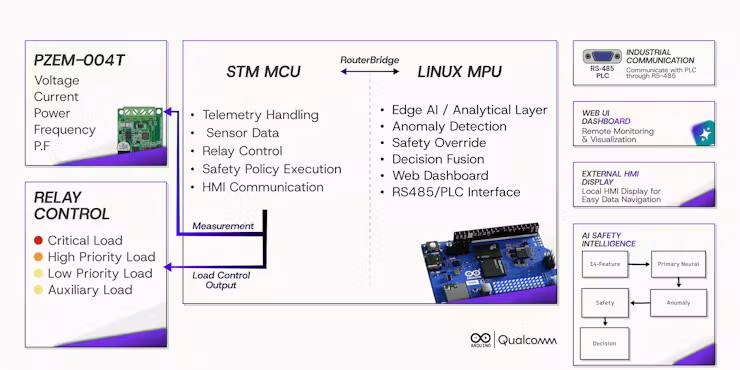 PZEM-004T
Voltage
Current
Power
Frequency
P.F
RELAY
CONTROL
Critical Load
High Priority Load
Low Priority Load
Auxiliary Load
RouterBridge
STM MCU
• Telemetry Handling
• Sensor Data
• Relay Control
• Safety Policy Execution
• HMI Communication
Measurement
Load Control
Output
LINUX MPU
• Edge AI / Analytical Layer
• Anomaly Detection
• Safety Override
• Decision Fusion
• Web Dashboard
• RS485/PLC Interface
ARDUINO
Qualcomm
RS-485
PLC
INDUSTRIAL
COMMUNICATION
Communicate with PLC
through RS-485
WEB UI
DASHBOARD
Remote Monitoring
& Visualization
EXTERNAL HMI
DISPLAY
Local HMI Display for
Easy Data Navigation
AI SAFETY
INTELLIGENCE
14-Feature
Primary Neural
Safety
Anomaly
Decision